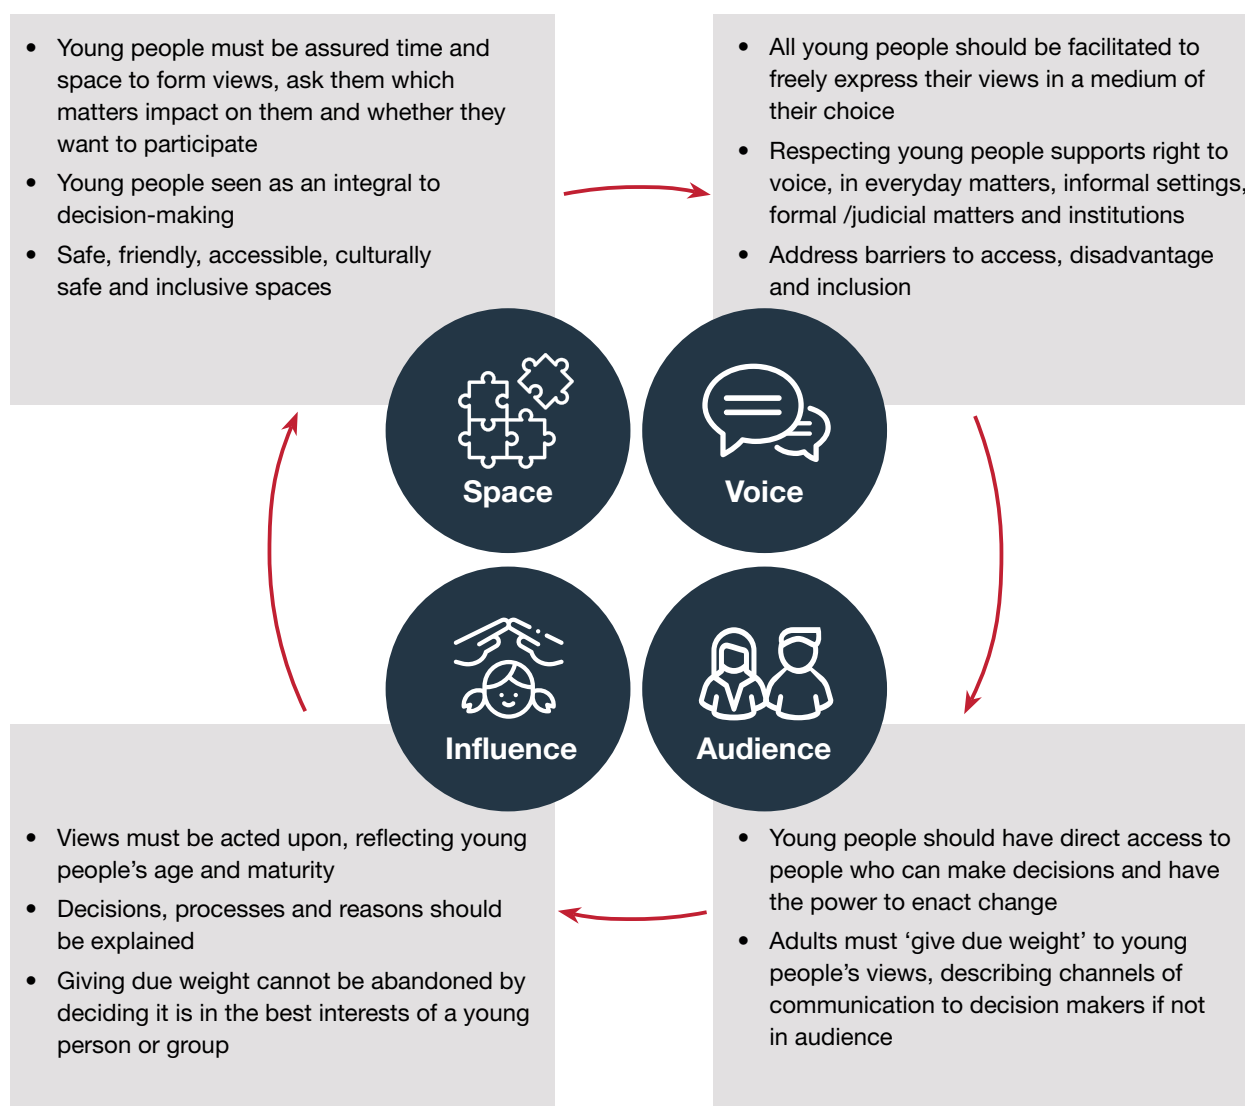 • Young people must be assured time and
space to form views, ask them which
matters impact on them and whether they
want to participate
• Young people seen as an integral to
decision-making
• Safe, friendly, accessible, culturally
safe and inclusive spaces
• All young people should be facilitated to
freely express their views in a medium of
their choice
• Respecting young people supports right to
voice, in everyday matters, informal settings,
formal /judicial matters and institutions
• Address barriers to access, disadvantage
and inclusion
Space
Voice
Influence
Audience
• Views must be acted upon, reflecting young
people’s age and maturity
• Decisions, processes and reasons should
be explained
• Giving due weight cannot be abandoned by
deciding it is in the best interests of a young
person or group
• Young people should have direct access to
people who can make decisions and have
the power to enact change
• Adults must ‘give due weight’ to young
people’s views, describing channels of
communication to decision makers if not
in audience